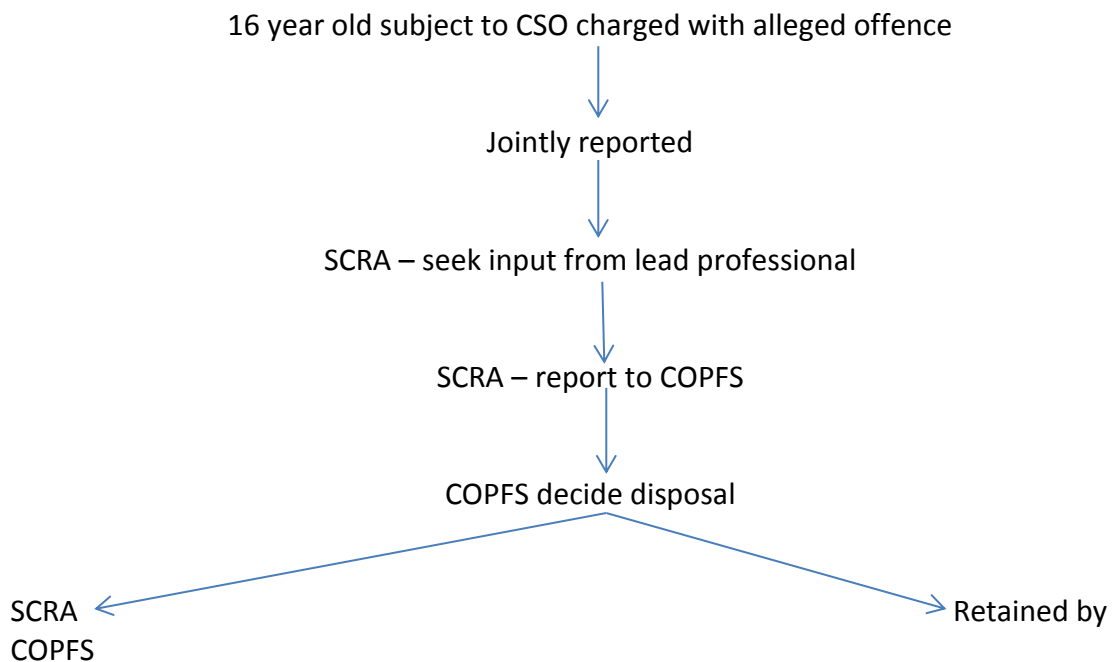 16 year old subject to CSO charged with alleged offence
Jointly reported
SCRA – seek input from lead professional
SCRA – report to COPFS
COPFS decide disposal
SCRA Retained by
COPFS